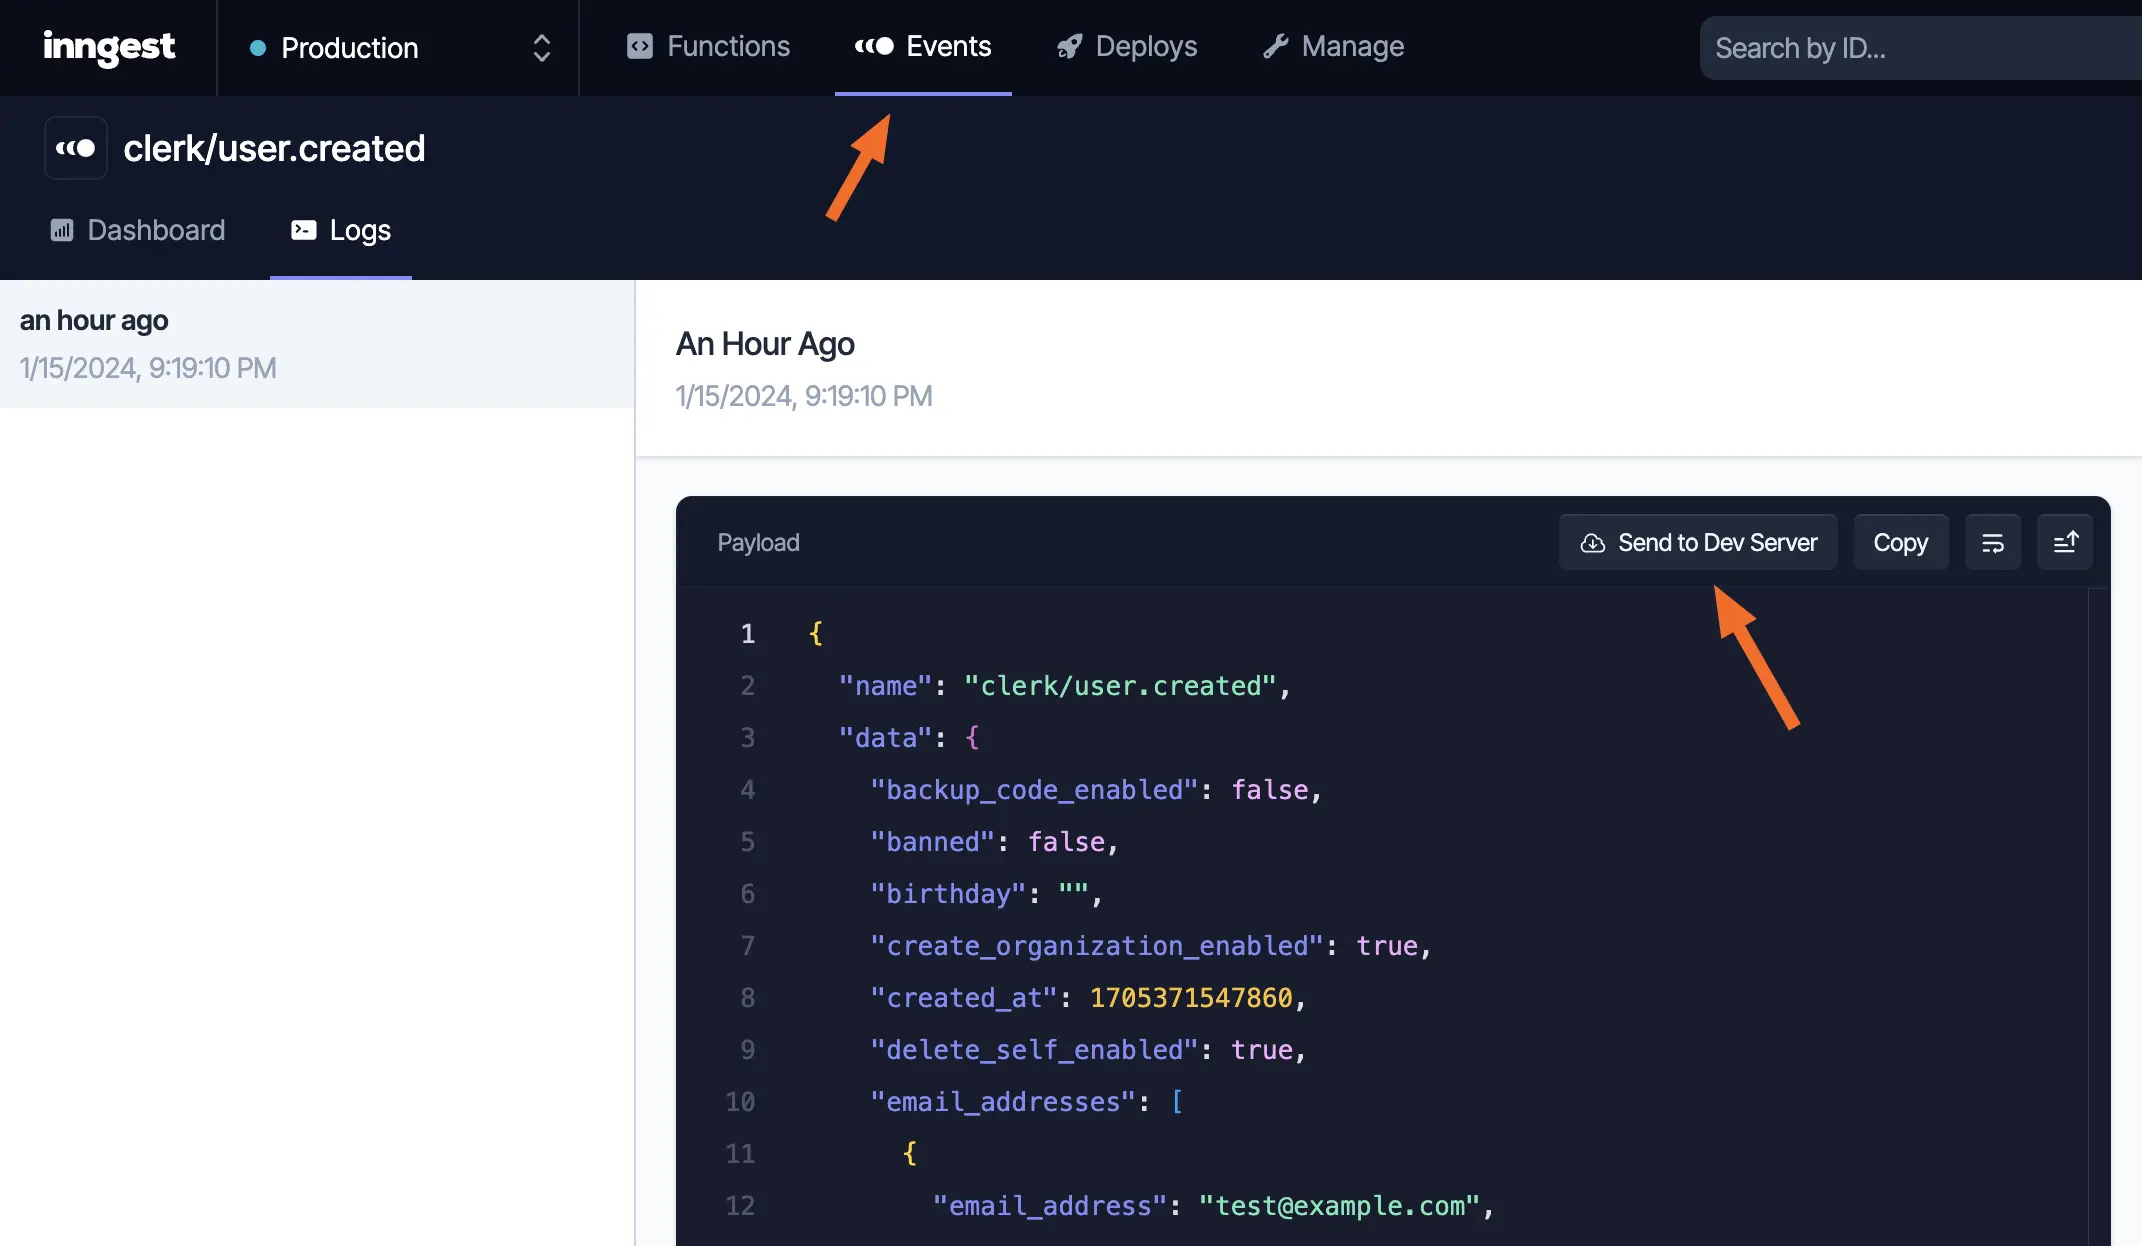 inngest
Production
Functions
Events
Deploys
Manage
Search by ID...
clerk/user.created
Dashboard
Logs
an hour ago
1/15/2024, 9:19:10 PM
An Hour Ago
1/15/2024, 9:19:10 PM
Payload
Send to Dev Server
Copy
1 {
2 "name": "clerk/user.created",
3 "data": {
4 "backup_code_enabled": false,
5 "banned": false,
6 "birthday": "",
7 "create_organization_enabled": true,
8 "created_at": 1705371547860,
9 "delete_self_enabled": true,
10 "email_addresses": [
11 {
12 "email_address": "test@example.com",